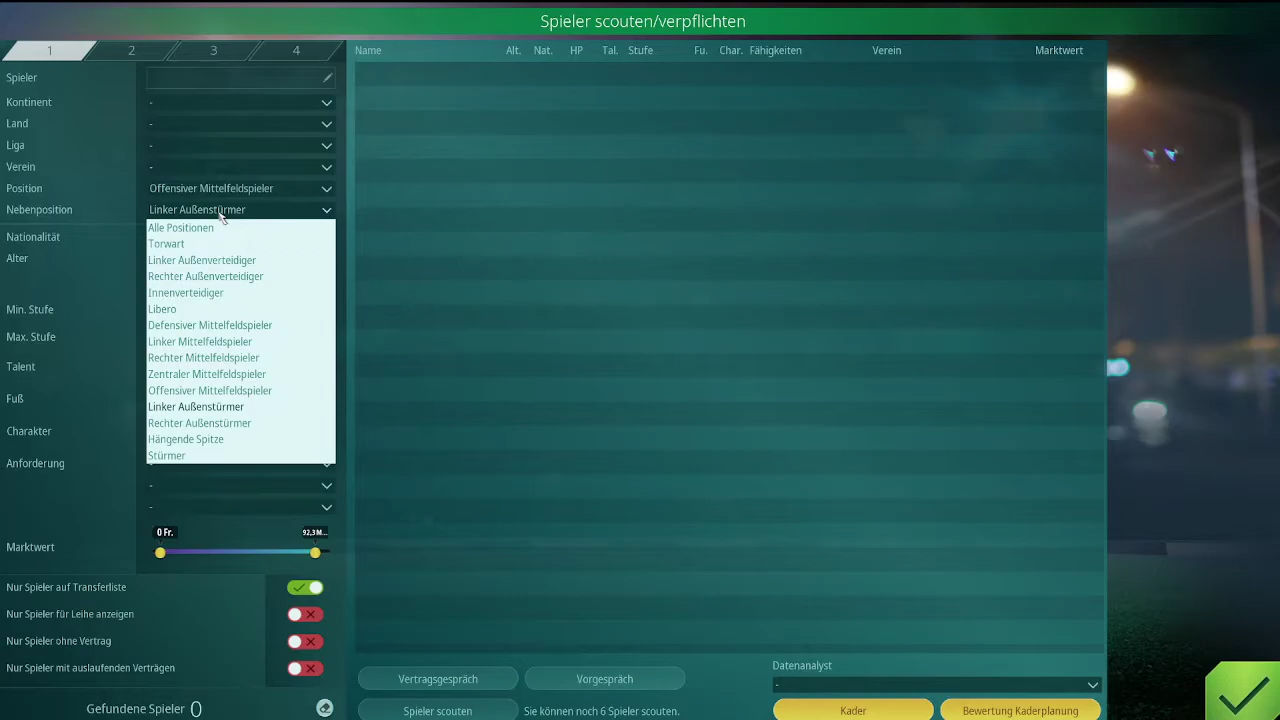 Spieler scouten/verpflichten
1 2 3 4
Name Alt. Nat. HP Tal. Stufe Fu. Char. Fähigkeiten Verein Marktwert
Spieler
Kontinent -
Land -
Liga -
Verein -
Position Offensiver Mittelfeldspieler
Nebenposition Linker Außenstürmer
Alle Positionen
Torwart
Linker Außenverteidiger
Rechter Außenverteidiger
Innenverteidiger
Libero
Defensiver Mittelfeldspieler
Linker Mittelfeldspieler
Rechter Mittelfeldspieler
Zentraler Mittelfeldspieler
Offensiver Mittelfeldspieler
Linker Außenstürmer
Rechter Außenstürmer
Hängende Spitze
Stürmer
Nationalität
Alter
Min. Stufe
Max. Stufe
Talent
Fuß
Charakter
Anforderung -
-
-
0 Fr. 92,3 M...
Marktwert
Nur Spieler auf Transferliste
Nur Spieler für Leihe anzeigen
Nur Spieler ohne Vertrag
Nur Spieler mit auslaufenden Verträgen
Gefundene Spieler ()
Vertragsgespräch Vorgespräch
Spieler scouten Sie können noch 6 Spieler scouten.
Datenanalyst
-
Kader Bewertung Kaderplanung